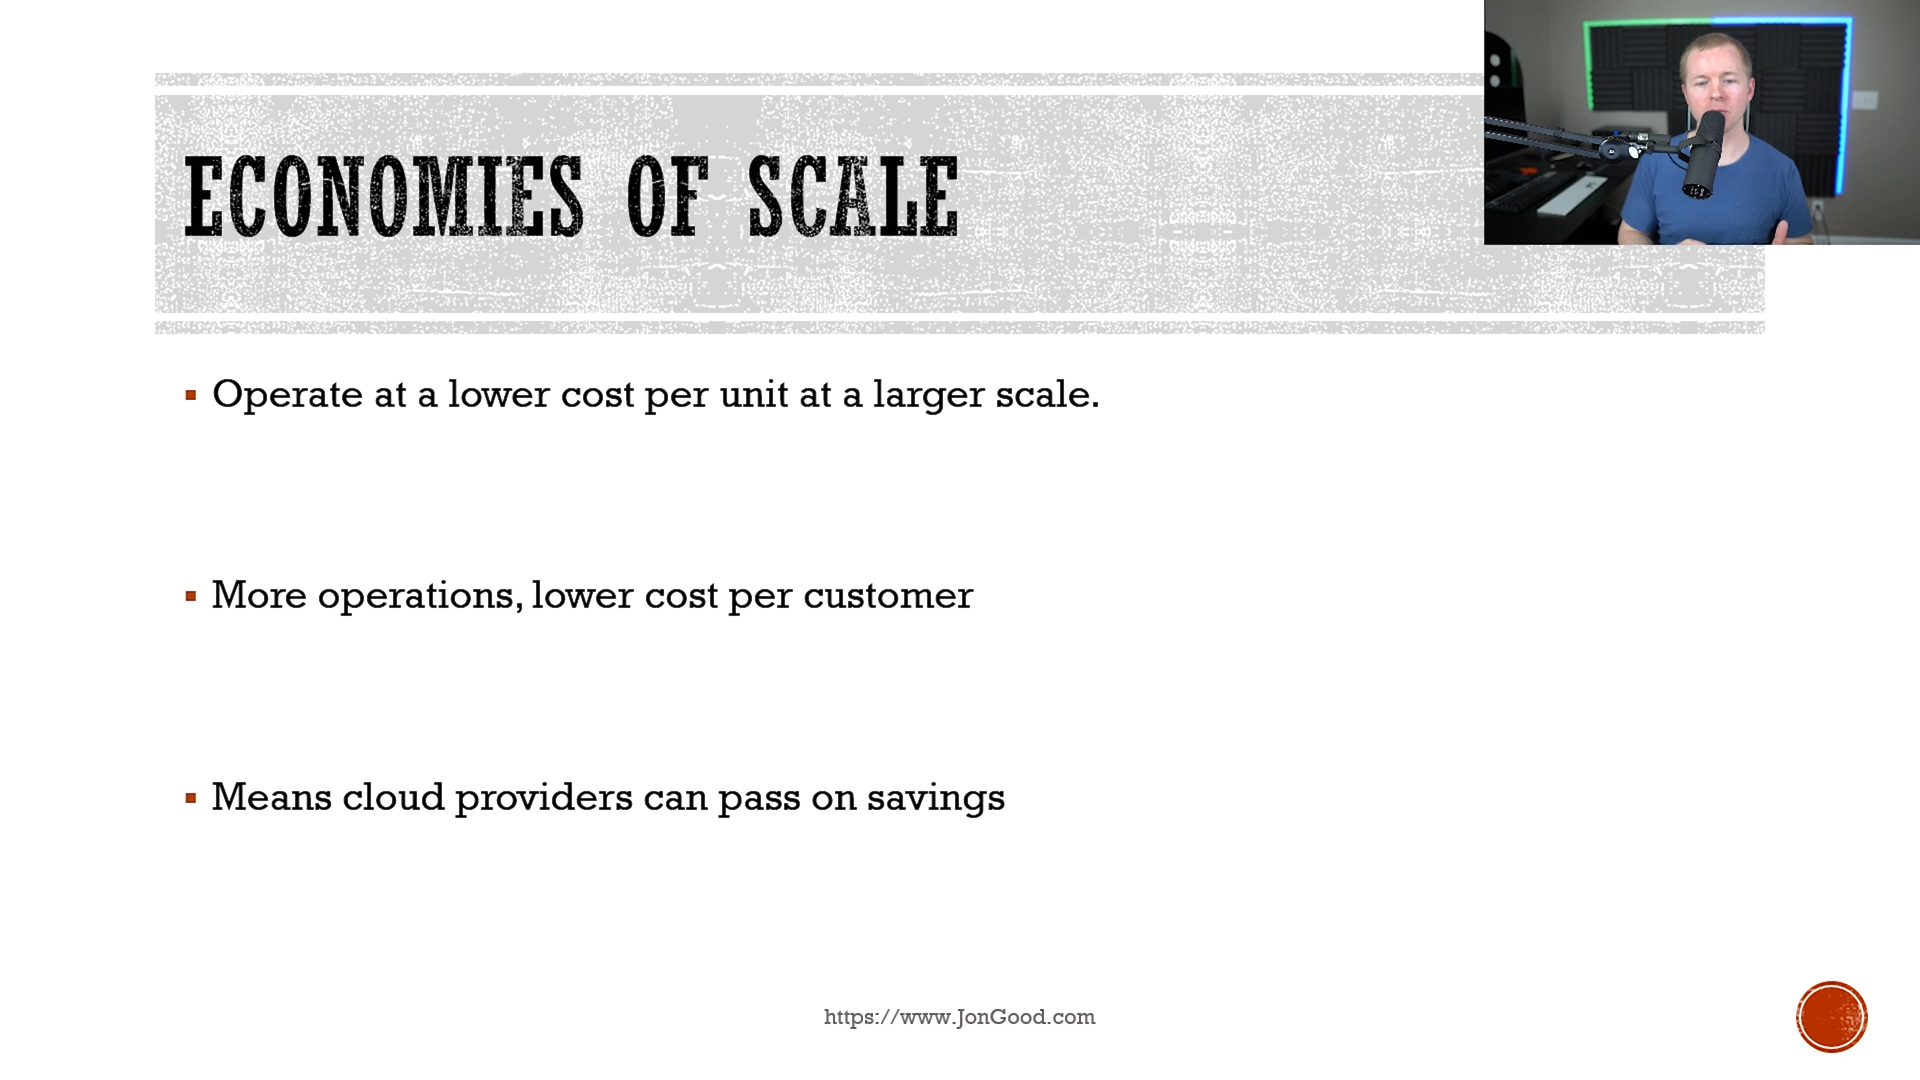 ECONOMIES OF SCALE
Operate at a lower cost per unit at a larger scale.
More operations, lower cost per customer
Means cloud providers can pass on savings
https://www.JonGood.com